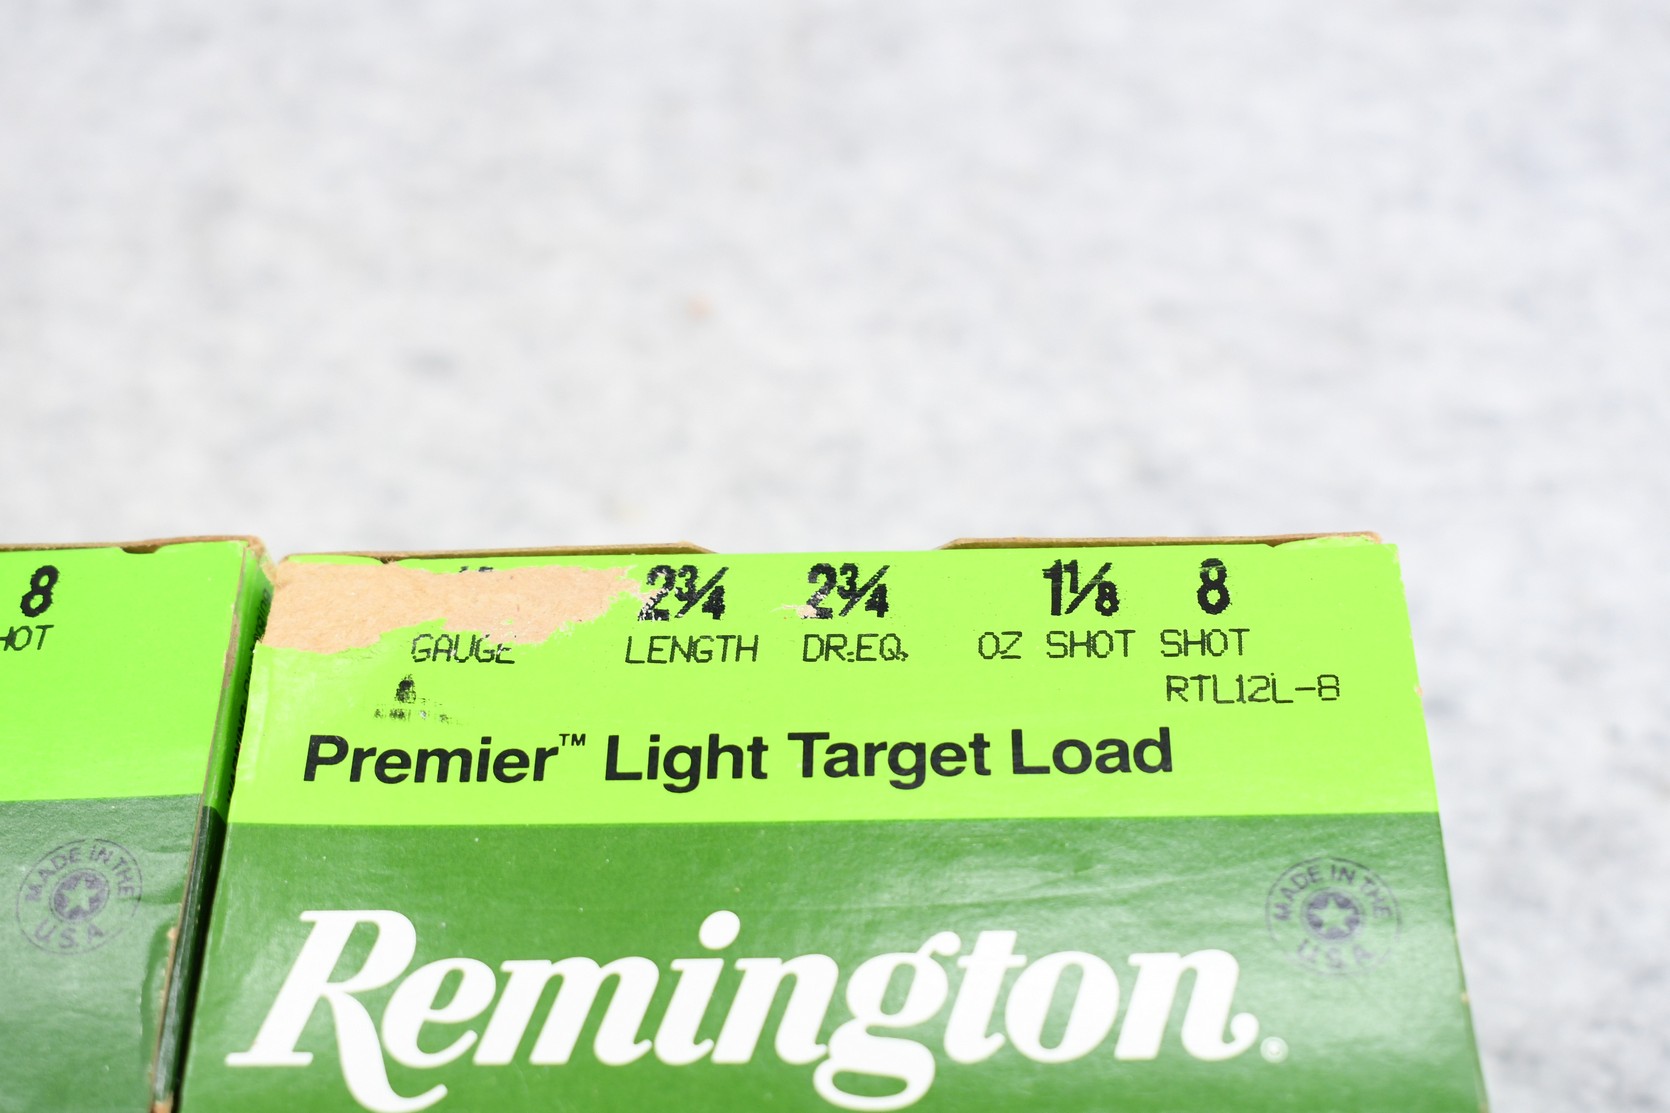 8
HOT
MADE IN THE
U.S.A
2¾ 2¾ 1⅛ 8
GAUGE LENGTH DR.EQ. OZ SHOT SHOT
RTL12L-8
Premier™ Light Target Load
MADE IN THE
U.S.A
Remington®